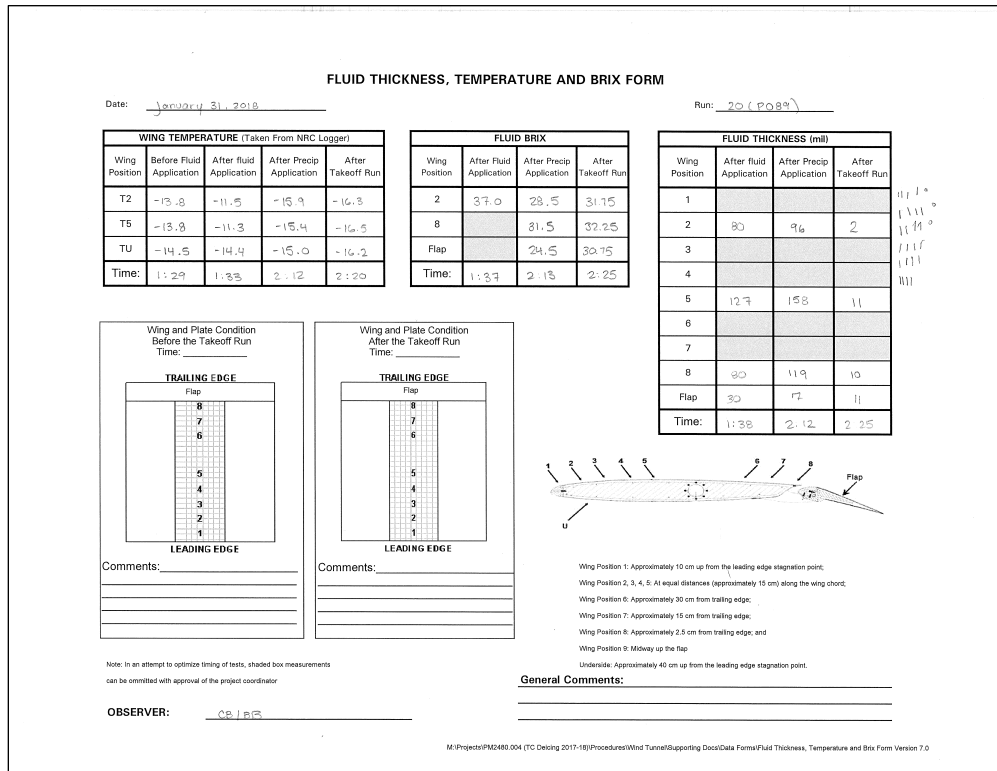 FLUID THICKNESS, TEMPERATURE AND BRIX FORM
Date: January 31, 2018 Run: 20 (P089)
WING TEMPERATURE (Taken From NRC Logger)
Wing Position Before Fluid Application After fluid Application After Precip Application After Takeoff Run
T2 -13.8 -11.5 -15.9 -16.3
T5 -13.8 -11.3 -15.4 -16.5
TU -14.5 -14.4 -15.0 -16.2
Time: 1:29 1:33 2:12 2:20
FLUID BRIX
Wing Position After Fluid Application After Precip Application After Takeoff Run
2 37.0 28.5 31.75
8 31.5 32.25
Flap 24.5 30.75
Time: 1:37 2:13 2:25
FLUID THICKNESS (mil)
Wing Position After fluid Application After Precip Application After Takeoff Run
1
2 80 96 2
3
4
5 127 158 11
6
7
8 80 119 10
Flap 30 7 11
Time: 1:38 2.12 2 25
Wing and Plate Condition
Before the Takeoff Run
Time:
TRAILING EDGE
Flap
8
7
6
5
4
3
2
1
LEADING EDGE
Comments:
Wing and Plate Condition
After the Takeoff Run
Time:
TRAILING EDGE
Flap
8
7
6
5
4
3
2
1
LEADING EDGE
Comments:
1 2 3 4 5 6 7 8
Flap
U
Wing Position 1: Approximately 10 cm up from the leading edge stagnation point;
Wing Position 2, 3, 4, 5: At equal distances (approximately 15 cm) along the wing chord;
Wing Position 6: Approximately 30 cm from trailing edge;
Wing Position 7: Approximately 15 cm from trailing edge;
Wing Position 8: Approximately 2.5 cm from trailing edge; and
Wing Position 9: Midway up the flap
Underside: Approximately 40 cm up from the leading edge stagnation point.
Note: In an attempt to optimize timing of tests, shaded box measurements
can be ommitted with approval of the project coordinator
General Comments:
OBSERVER: CB / BB
M:\Projects\PM2480.004 (TC Deicing 2017-18)\Procedures\Wind Tunnel\Supporting Docs\Data Forms\Fluid Thickness, Temperature and Brix Form Version 7.0